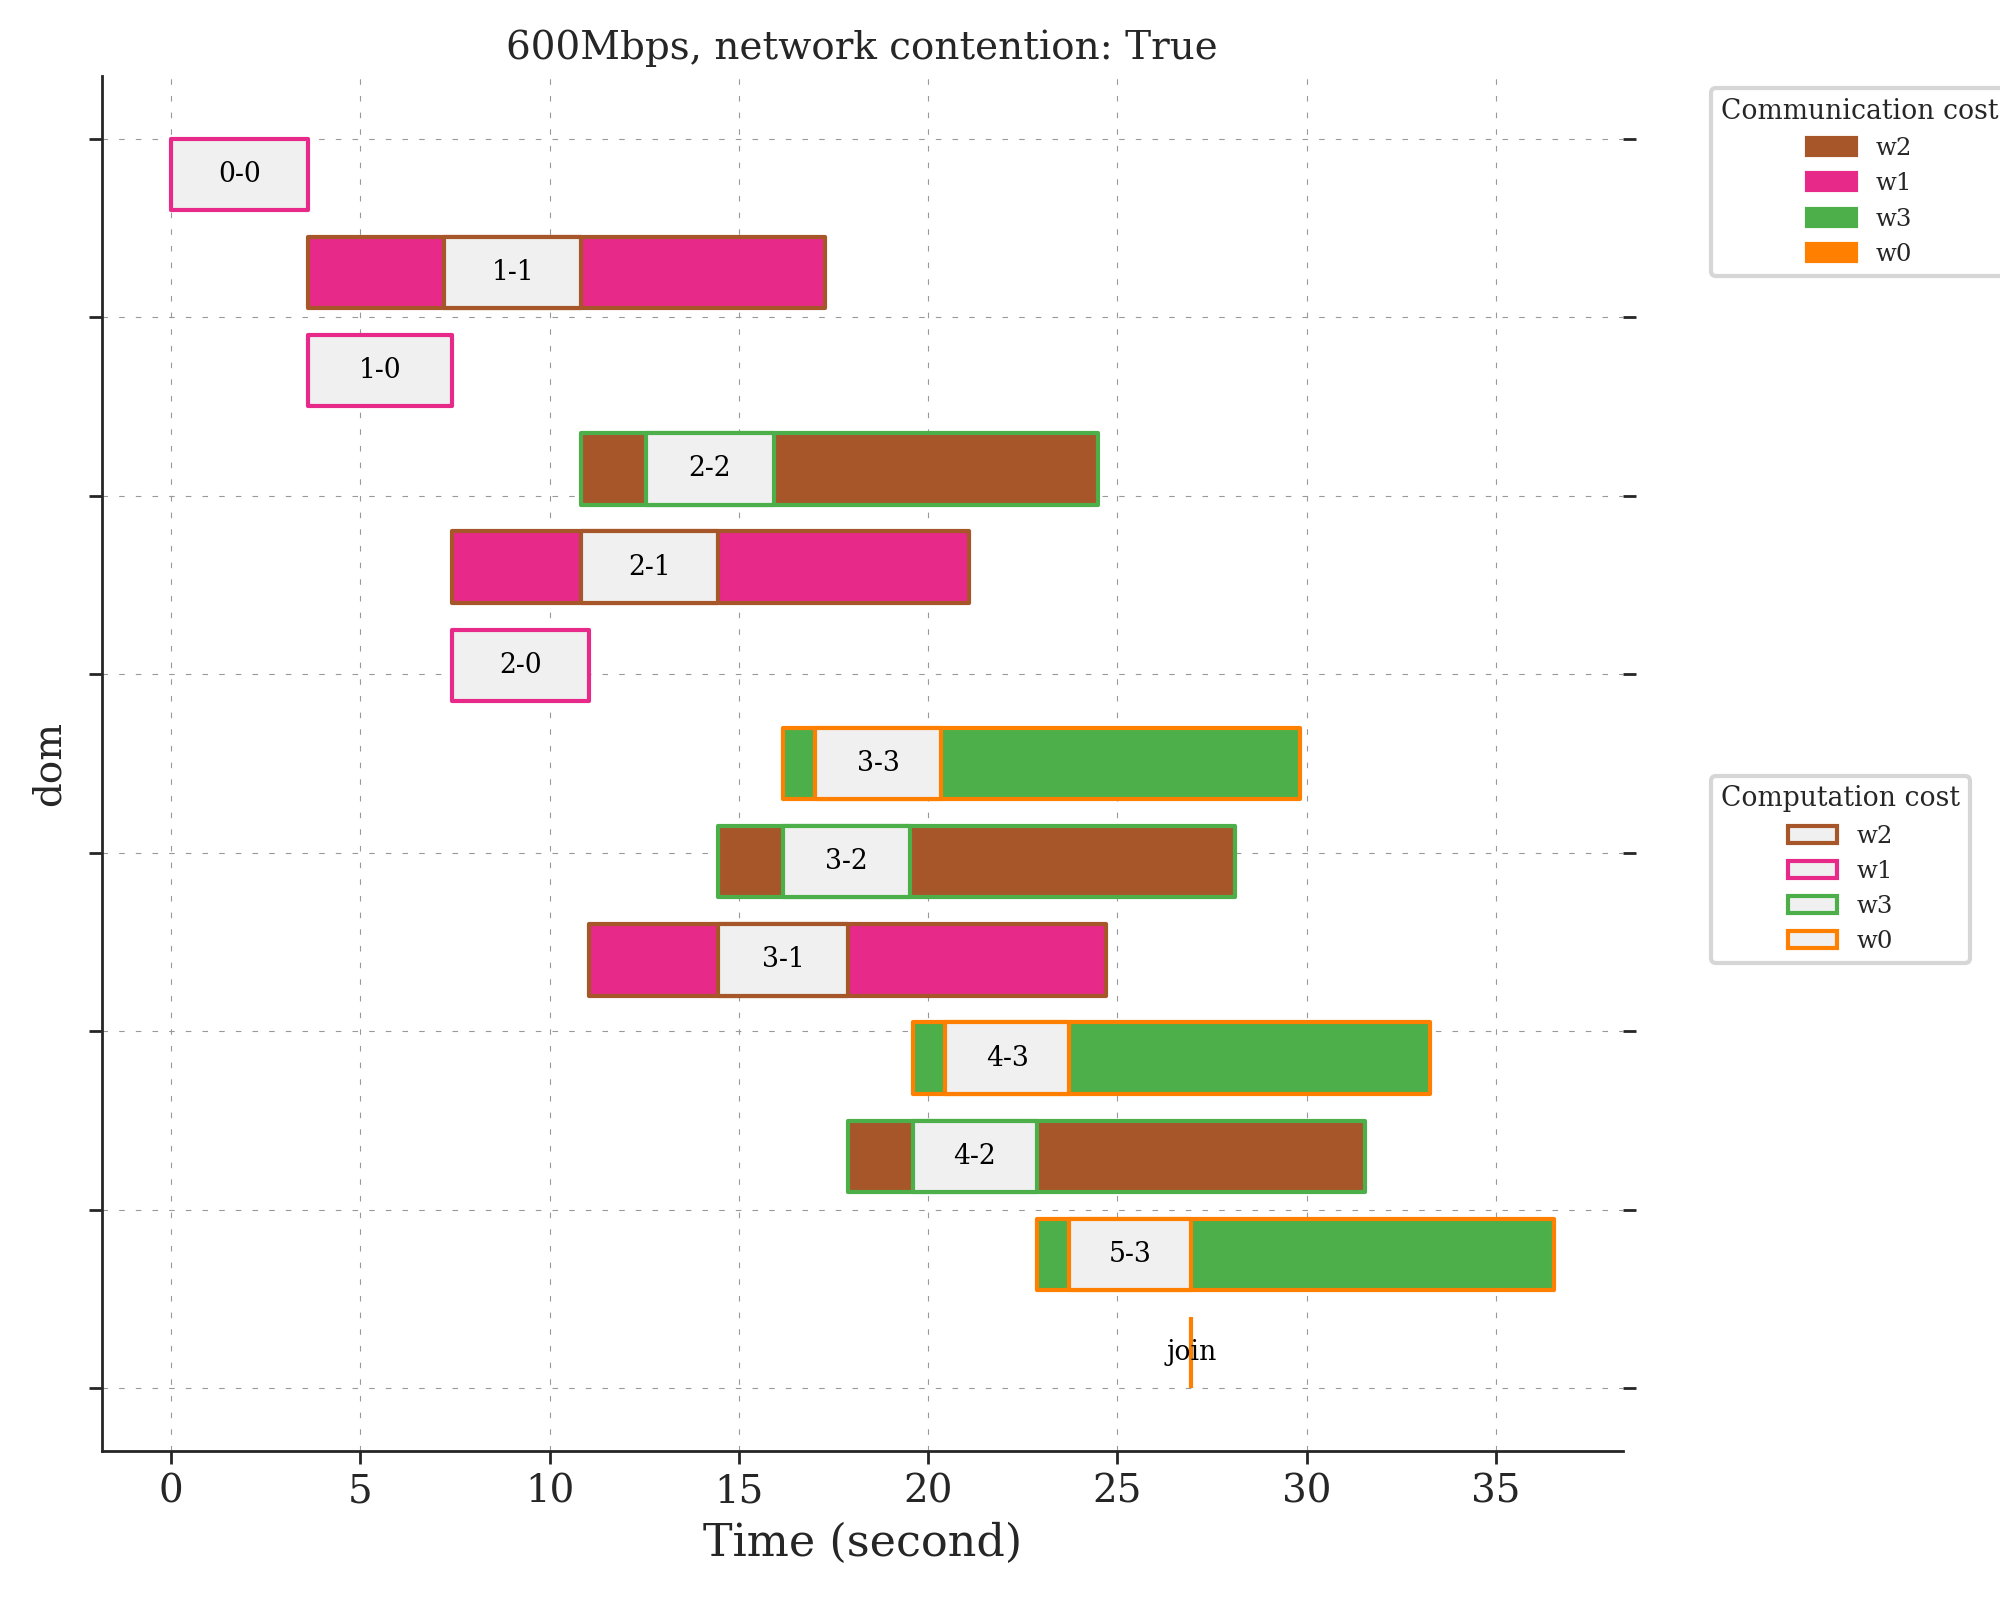 600Mbps, network contention: True
Communication cost
w2
w1
w3
w0
0-0
1-1
1-0
2-2
2-1
2-0
3-3
3-2
3-1
4-3
4-2
5-3
join
dom
Computation cost
w2
w1
w3
w0
0 5 10 15 20 25 30 35
Time (second)